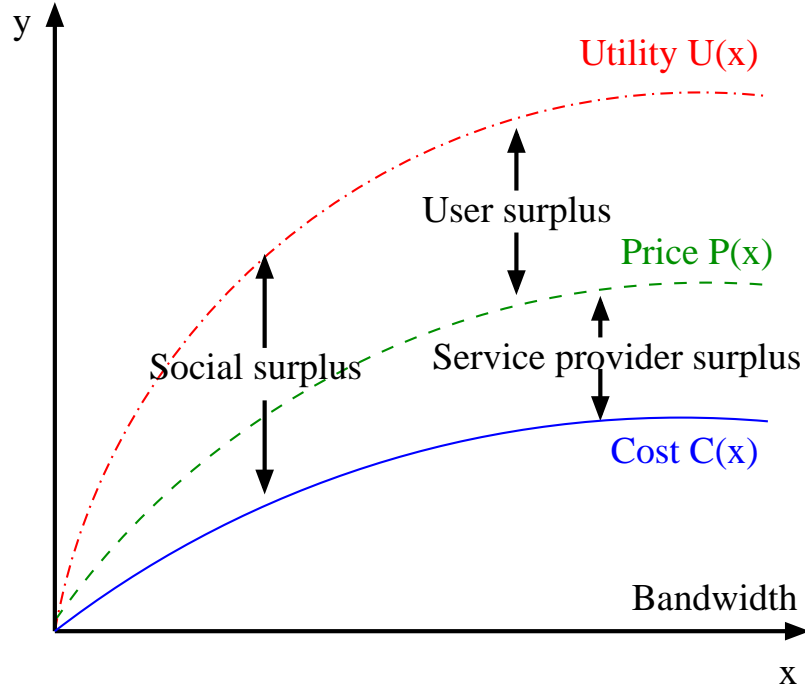 y
Utility U(x)
User surplus
Price P(x)
Social surplus
Service provider surplus
Cost C(x)
Bandwidth
x